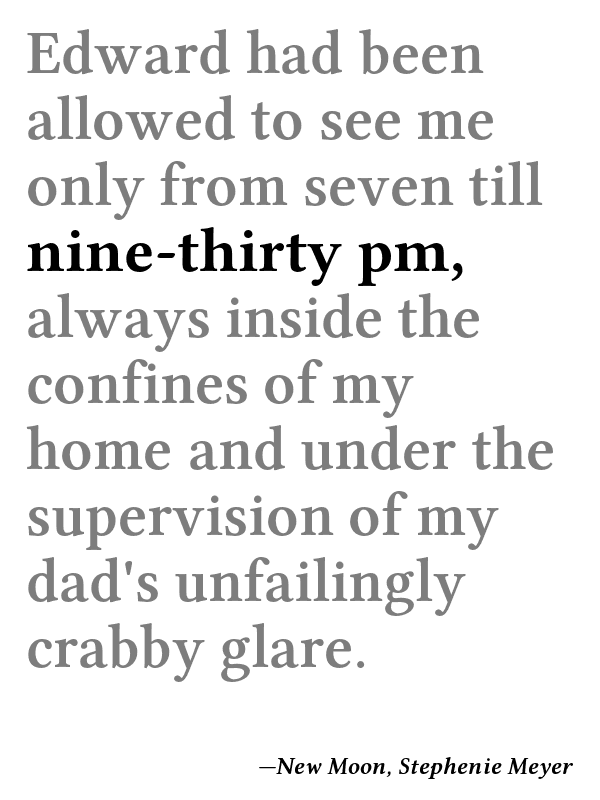 Edward had been
allowed to see me
only from seven till
nine-thirty pm,
always inside the
confines of my
home and under the
supervision of my
dad's unfailingly
crabby glare.
—New Moon, Stephenie Meyer